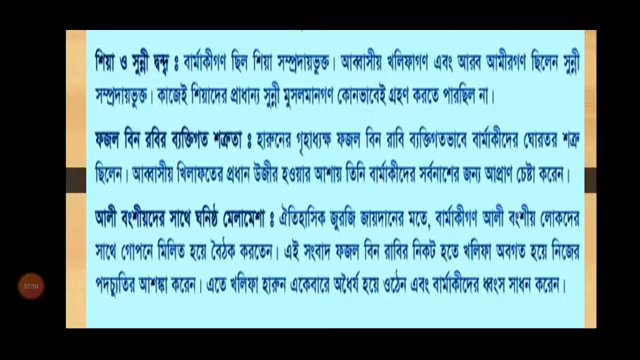 শিয়া ও সুন্নী দ্বন্দ্ব : বার্মাকীগণ ছিল শিয়া সম্প্রদায়ভুক্ত। আব্বাসীয় খলিফাগণ এবং আরব আমীরগণ ছিলেন সুন্নী
সম্প্রদায়ভুক্ত। কাজেই শিয়াদের প্রাধান্য সুন্নী মুসলমানগণ কোনভাবেই গ্রহণ করতে পারছিল না।
ফজল বিন রবির ব্যক্তিগত শত্রুতা : হারুনের গৃহাধ্যক্ষ ফজল বিন রাবি ব্যক্তিগতভাবে বার্মাকীদের ঘোরতর শত্রু
ছিলেন। আব্বাসীয় খিলাফতের প্রধান উজীর হওয়ার আশায় তিনি বার্মাকীদের সর্বনাশের জন্য আপ্রাণ চেষ্টা করেন।
আলী বংশীয়দের সাথে ঘনিষ্ঠ মেলামেশা : ঐতিহাসিক জুরজি জায়দানের মতে, বার্মাকীগণ আলী বংশীয় লোকদের
সাথে গোপনে মিলিত হয়ে বৈঠক করতেন। এই সংবাদ ফজল বিন রাবির নিকট হতে খলিফা অবগত হয়ে নিজের
পদচ্যুতির আশঙ্কা করেন। এতে খলিফা হারুন একেবারে অধৈর্য হয়ে ওঠেন এবং বার্মাকীদের ধ্বংস সাধন করেন।